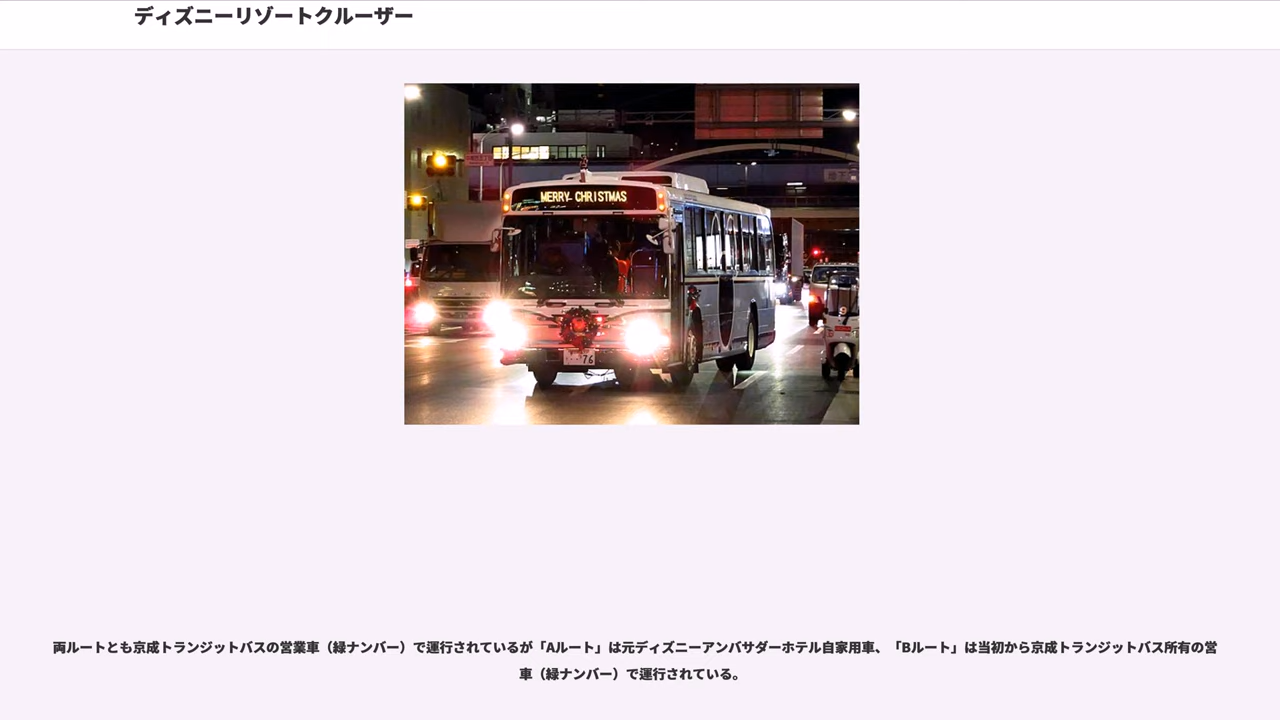 ディズニーリゾートクルーザー
MERRY CHRISTMAS
76
両ルートとも京成トランジットバスの営業車（緑ナンバー）で運行されているが「Aルート」は元ディズニーアンバサダーホテル自家用車、「Bルート」は当初から京成トランジットバス所有の営
車（緑ナンバー）で運行されている。